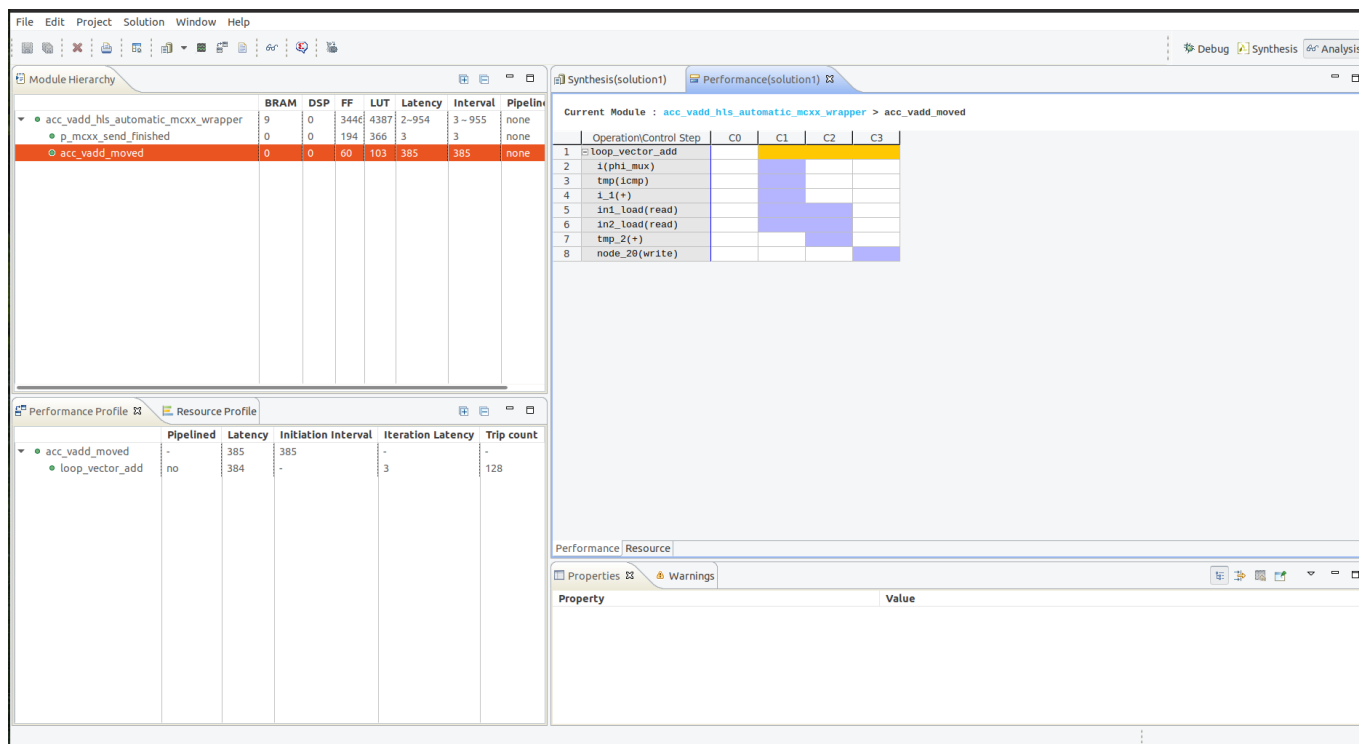 File Edit Project Solution Window Help
Debug Synthesis Analysis
Module Hierarchy
BRAM DSP FF LUT Latency Interval Pipeline
acc_vadd_hls_automatic_mcxx_wrapper 9 0 3446 4387 2~954 3 ~ 955 none
p_mcxx_send_finished 0 0 194 366 3 3 none
acc_vadd_moved 0 0 60 103 385 385 none
Synthesis(solution1) Performance(solution1)
Current Module : acc_vadd_hls_automatic_mcxx_wrapper > acc_vadd_moved
Operation\Control Step C0 C1 C2 C3
1 loop_vector_add
2 i(phi_mux)
3 tmp(icmp)
4 i_1(+)
5 in1_load(read)
6 in2_load(read)
7 tmp_2(+)
8 node_20(write)
Performance Resource
Performance Profile Resource Profile
Pipelined Latency Initiation Interval Iteration Latency Trip count
acc_vadd_moved - 385 385 - -
loop_vector_add no 384 - 3 128
Properties Warnings
Property Value